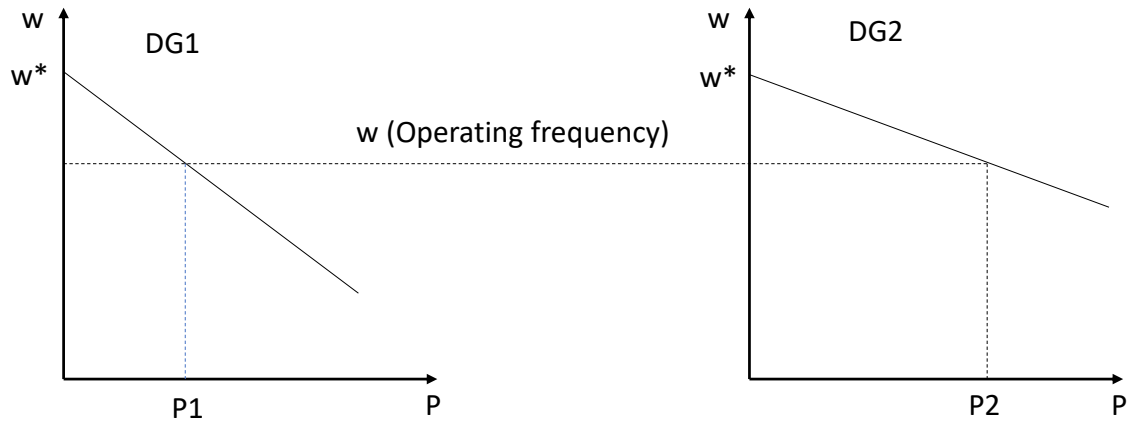 w
DG1
w*
w (Operating frequency)
P1
P
w
DG2
w*
P2
P